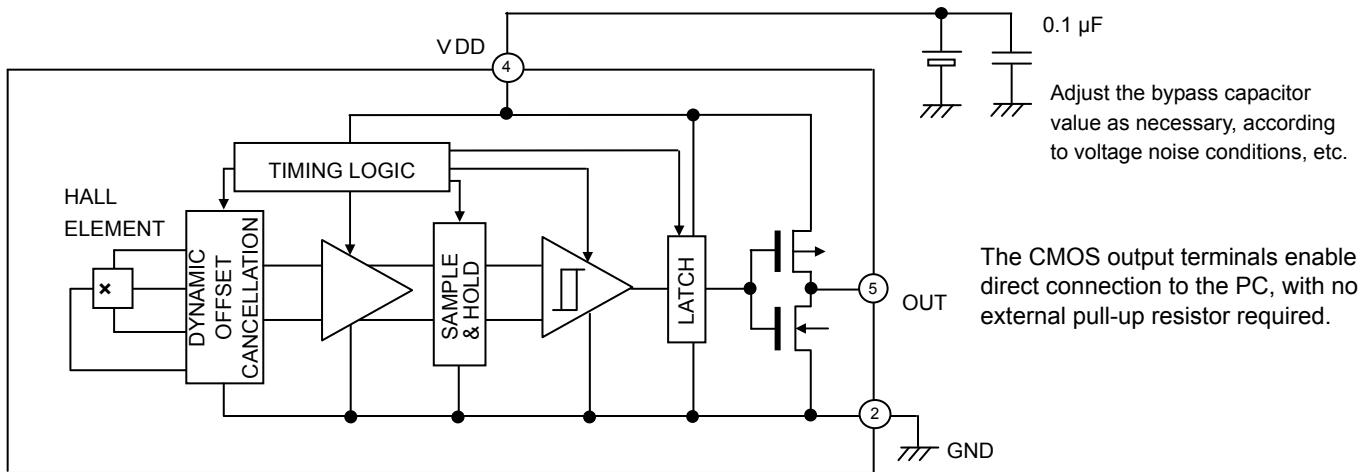 0.1 µF
VDD
4
Adjust the bypass capacitor
value as necessary, according
to voltage noise conditions, etc.
TIMING LOGIC
HALL
ELEMENT
×
DYNAMIC
OFFSET
CANCELLATION
SAMPLE
& HOLD
LATCH
5
OUT
The CMOS output terminals enable
direct connection to the PC, with no
external pull-up resistor required.
2
GND